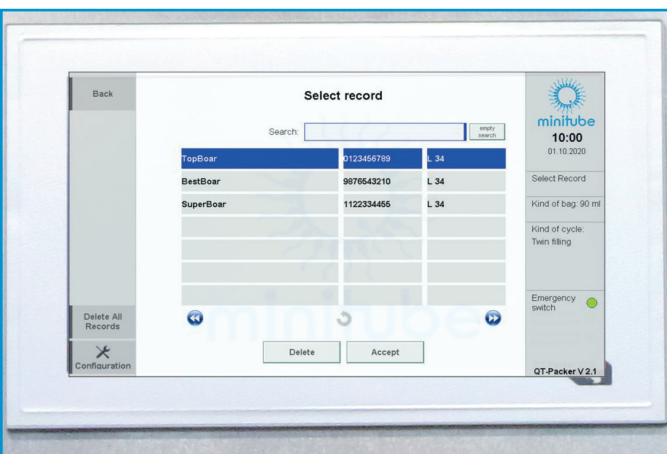 Back
Select record
Search:
empty
search
TopBoar 0123456789 L 34
BestBoar 9876543210 L 34
SuperBoar 1122334455 L 34
Delete All
Records
Configuration
Delete
Accept
minitube
minitube
10:00
01.10.2020
Select Record
Kind of bag: 90 ml
Kind of cycle:
Twin filling
Emergency
switch
QT-Packer V 2.1